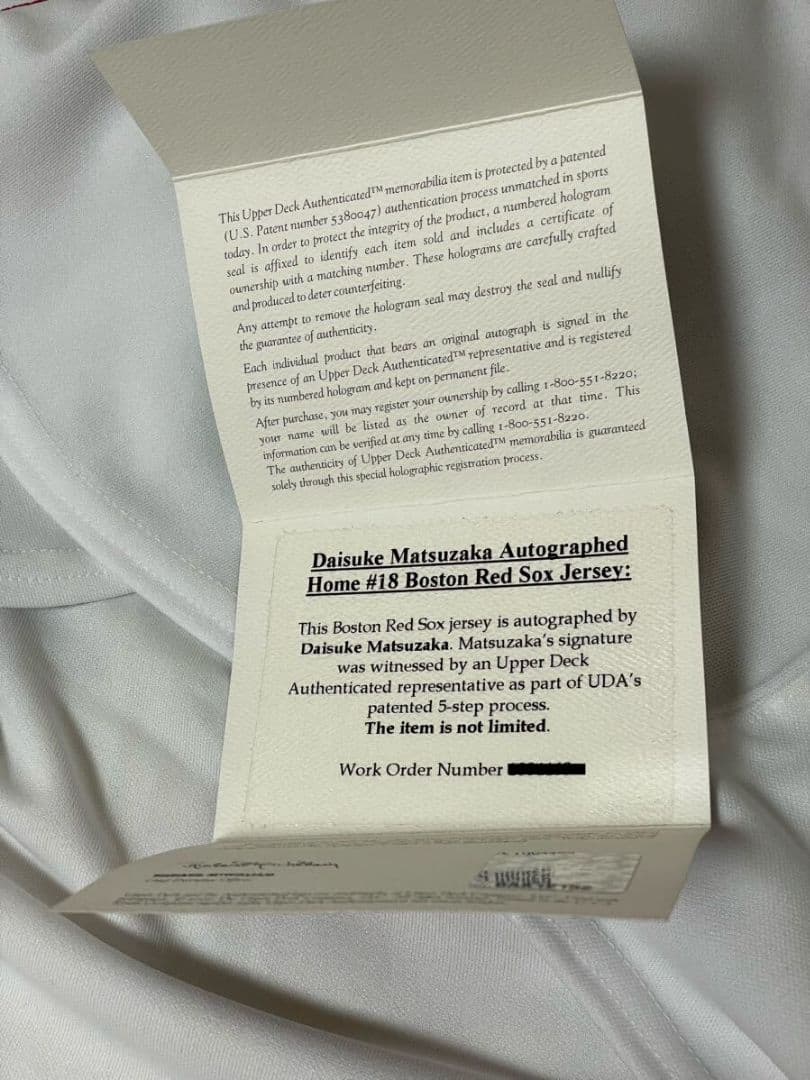 This Upper Deck Authenticated™ memorabilia item is protected by a patented
(U.S. Patent number 5380047) authentication process unmatched in sports
today. In order to protect the integrity of the product, a numbered hologram
seal is affixed to identify each item sold and includes a certificate of
ownership with a matching number. These holograms are carefully crafted
and produced to deter counterfeiting.
Any attempt to remove the hologram seal may destroy the seal and nullify
the guarantee of authenticity.
Each individual product that bears an original autograph is signed in the
presence of an Upper Deck Authenticated™ representative and is registered
by its numbered hologram and kept on permanent file.
After purchase, you may register your ownership by calling 1-800-551-8220;
your name will be listed as the owner of record at that time. This
information can be verified at any time by calling 1-800-551-8220.
The authenticity of Upper Deck Authenticated™ memorabilia is guaranteed
solely through this special holographic registration process.
Daisuke Matsuzaka Autographed
Home #18 Boston Red Sox Jersey:
This Boston Red Sox jersey is autographed by
Daisuke Matsuzaka. Matsuzaka's signature
was witnessed by an Upper Deck
Authenticated representative as part of UDA's
patented 5-step process.
The item is not limited.
Work Order Number